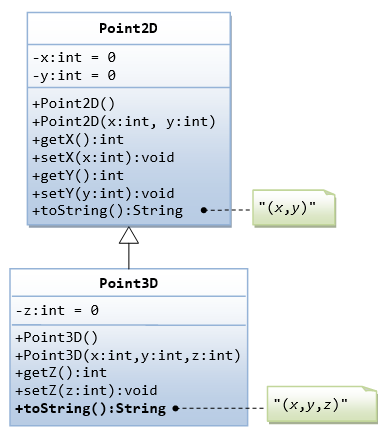 Point2D
-x:int = 0
-y:int = 0
+Point2D()
+Point2D(x:int, y:int)
+getX():int
+setX(x:int):void
+getY():int
+setY(y:int):void
+toString():String
"(x,y)"
Point3D
-z:int = 0
+Point3D()
+Point3D(x:int,y:int,z:int)
+getZ():int
+setZ(z:int):void
+toString():String
"(x,y,z)"